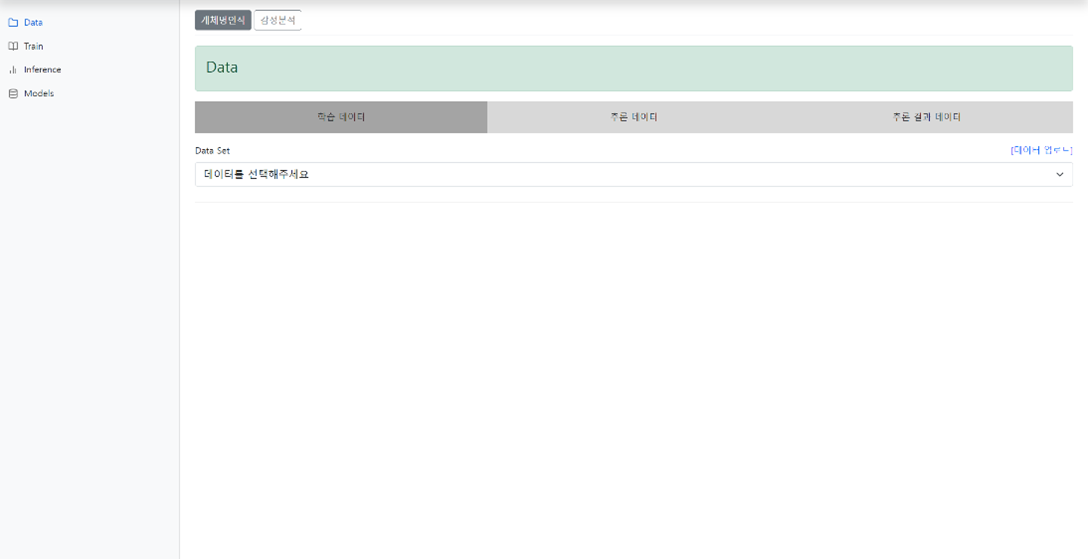 Data
Train
Inference
Models
개체명인식 감성분석
Data
학습 데이터 추론 데이터 추론 결과 데이터
Data Set [데이터 업로드]
데이터를 선택해주세요